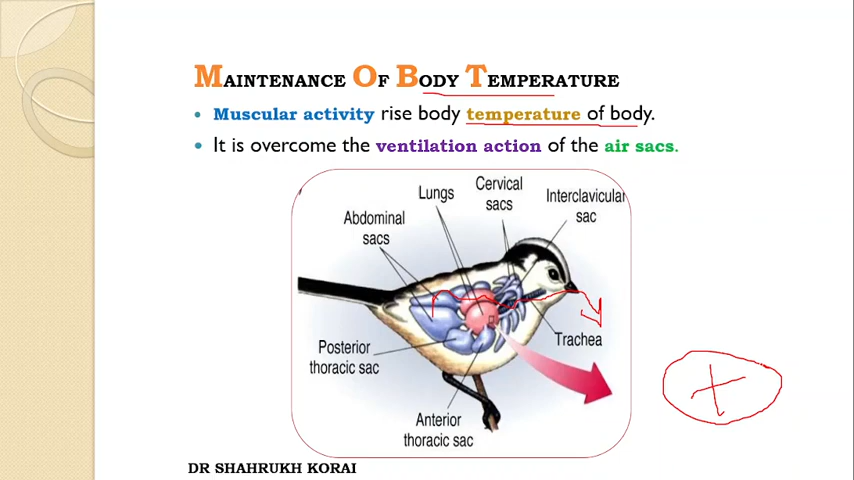 MAINTENANCE OF BODY TEMPERATURE
Muscular activity rise body temperature of body.
It is overcome the ventilation action of the air sacs.
Lungs
Cervical
sacs
Interclavicular
sac
Abdominal
sacs
Trachea
Posterior
thoracic sac
Anterior
thoracic sac
DR SHAHRUKH KORAI